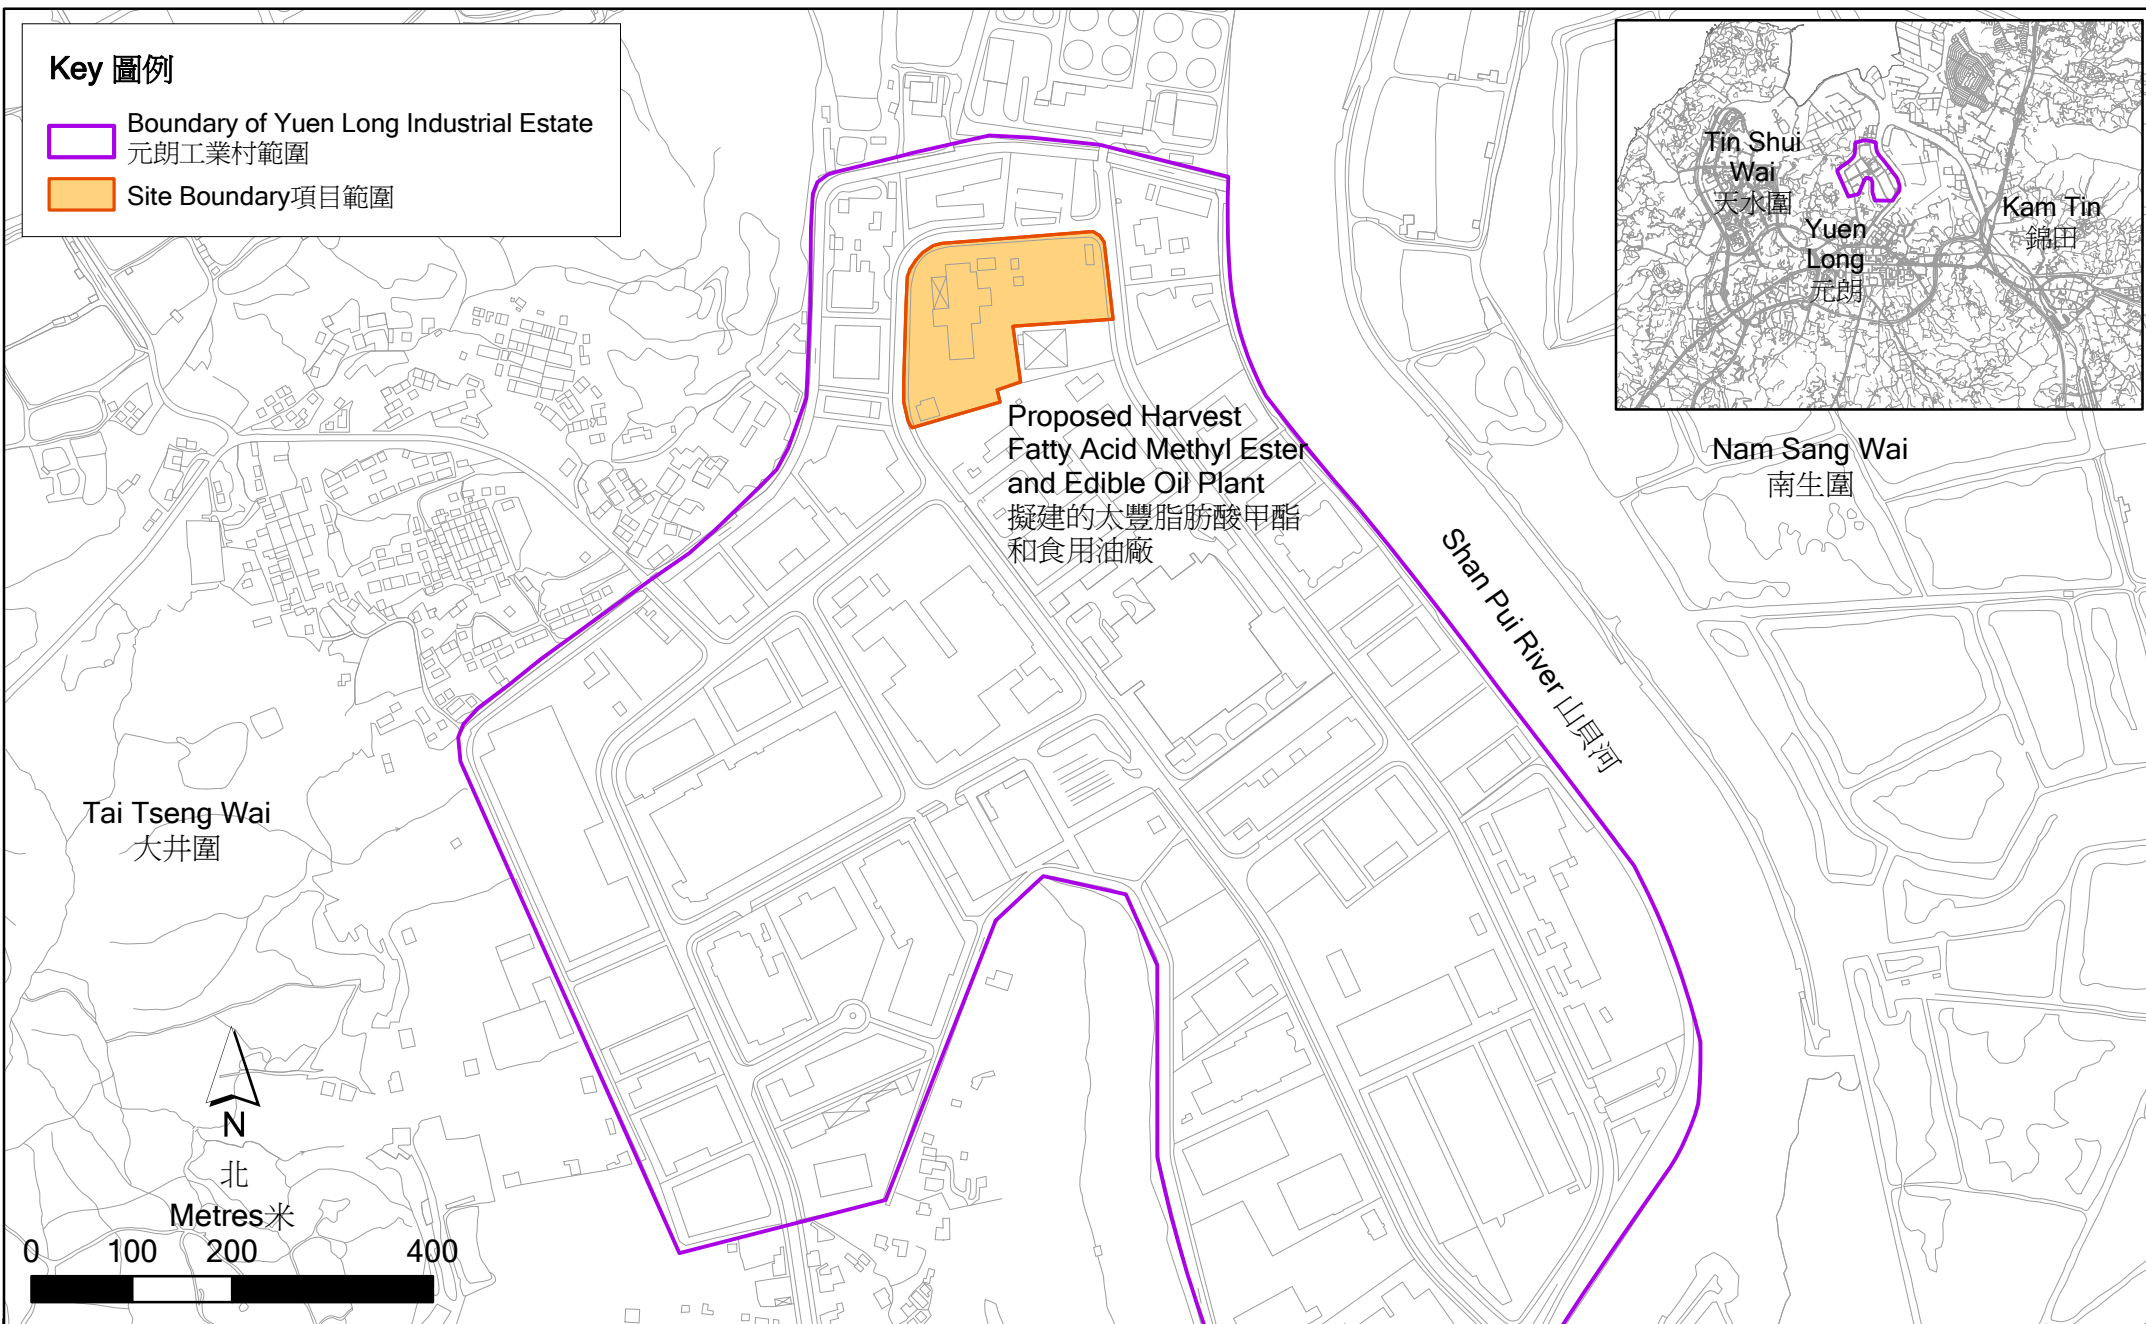 Key 圖例
Boundary of Yuen Long Industrial Estate
元朗工業村範圍
Site Boundary項目範圍
Tin Shui
Wai
天水圍
Yuen
Long
元朗
Kam Tin
錦田
Proposed Harvest
Fatty Acid Methyl Ester
and Edible Oil Plant
擬建的大豐脂肪酸甲酯
和食用油廠
Nam Sang Wai
南生圍
Shan Pui River 山貝河
Tai Tseng Wai
大井圍
N
北
Metres米
0 100 200 400